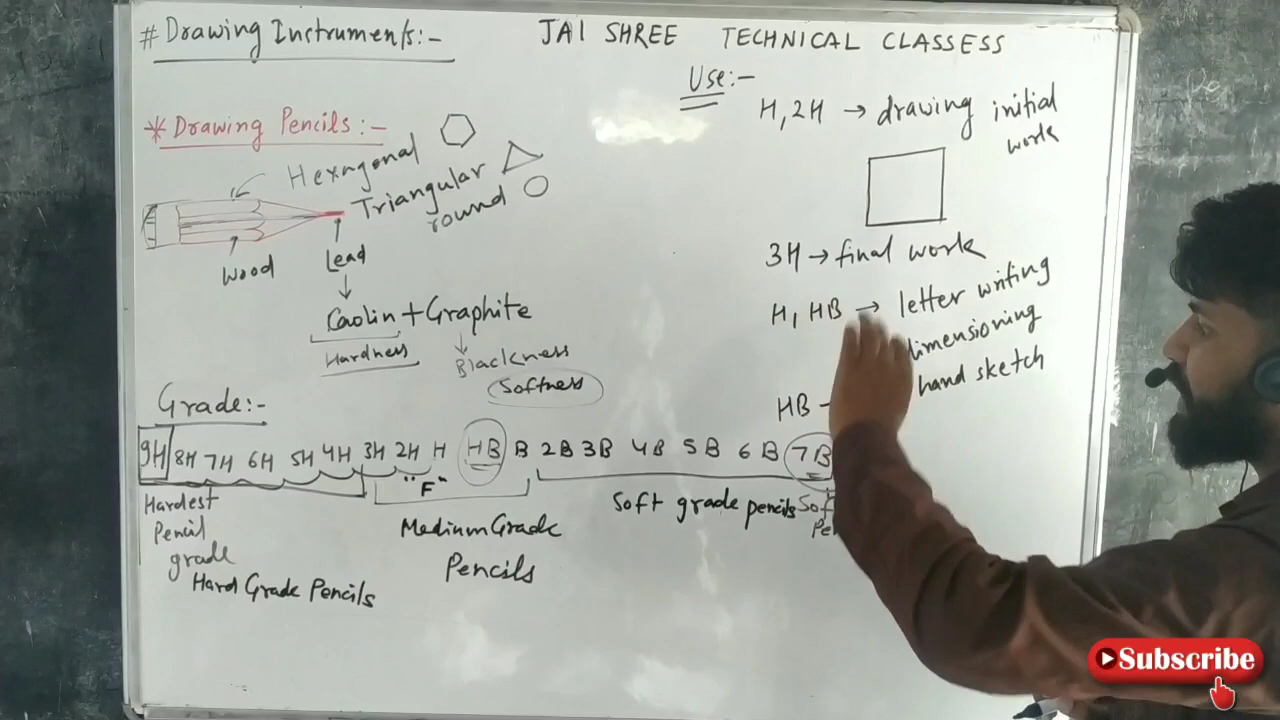 # Drawing Instruments:-
JAI SHREE TECHNICAL CLASSESS
* Drawing Pencils:-
Hexagonal
Triangular
round
Wood
Lead
Caolin + Graphite
Hardness
Blackness
Softness
Grade:-
9H 8H 7H 6H 5H 4H 3H 2H H HB B 2B 3B 4B 5B 6B 7B
"F"
Hardest
Pencil
grade
Hard Grade Pencils
Medium Grade
Pencils
Soft grade pencils
Use:-
H, 2H → drawing initial
work
3H → final work
H, HB → letter writing
dimensioning
hand sketch
HB -
Subscribe